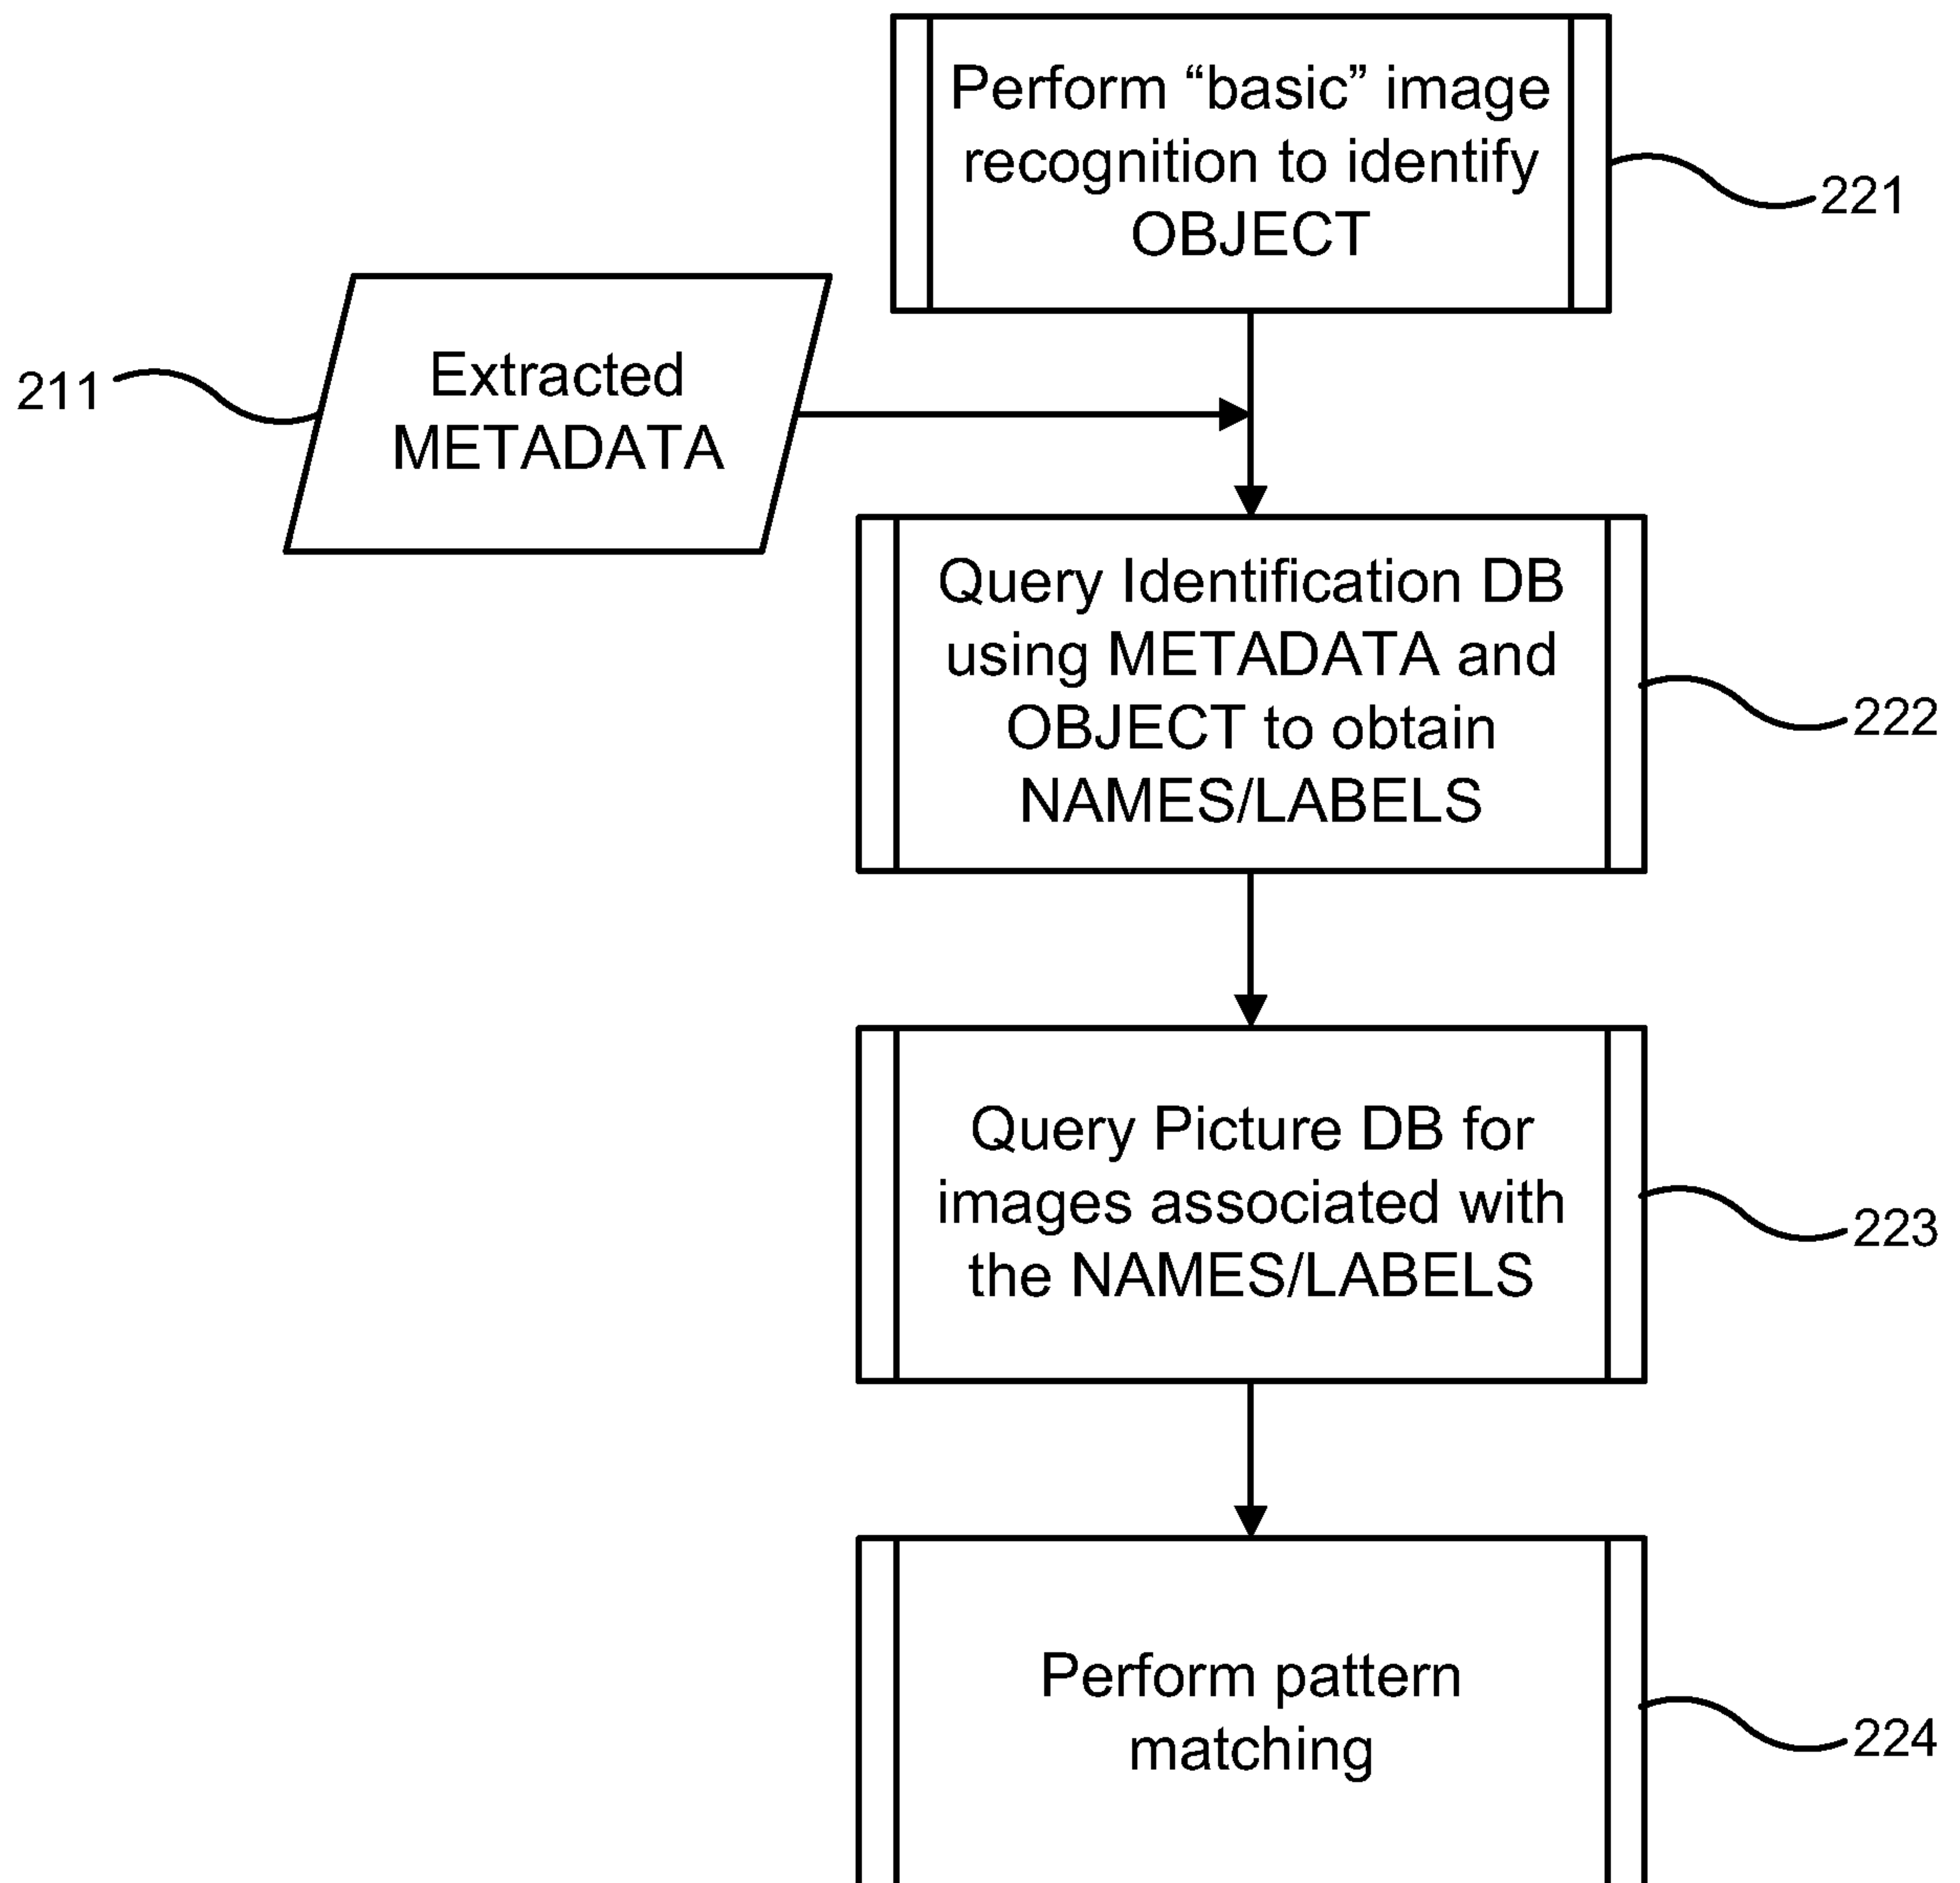 Perform “basic” image
recognition to identify
OBJECT
221
Extracted
METADATA
211
Query Identification DB
using METADATA and
OBJECT to obtain
NAMES/LABELS
222
Query Picture DB for
images associated with
the NAMES/LABELS
223
Perform pattern
matching
224